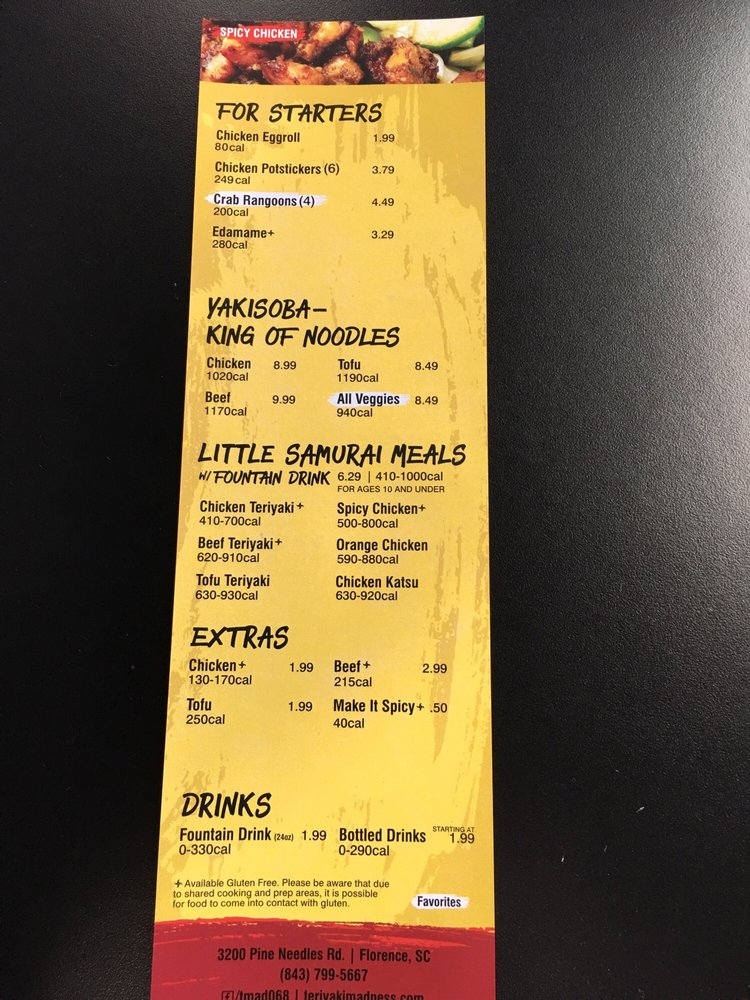 SPICY CHICKEN
FOR STARTERS
Chicken Eggroll 1.99
80cal
Chicken Potstickers (6) 3.79
249cal
Crab Rangoons (4) 4.49
200cal
Edamame+ 3.29
280cal
YAKISOBA-
KING OF NOODLES
Chicken 8.99 Tofu 8.49
1020cal 1190cal
Beef 9.99 All Veggies 8.49
1170cal 940cal
LITTLE SAMURAI MEALS
W/ FOUNTAIN DRINK 6.29 | 410-1000cal
FOR AGES 10 AND UNDER
Chicken Teriyaki+ Spicy Chicken+
410-700cal 500-800cal
Beef Teriyaki+ Orange Chicken
620-910cal 590-880cal
Tofu Teriyaki Chicken Katsu
630-930cal 630-920cal
EXTRAS
Chicken+ 1.99 Beef+ 2.99
130-170cal 215cal
Tofu 1.99 Make It Spicy+ .50
250cal 40cal
DRINKS
Fountain Drink (24oz) 1.99 Bottled Drinks STARTING AT 1.99
0-330cal 0-290cal
+ Available Gluten Free. Please be aware that due
to shared cooking and prep areas, it is possible
for food to come into contact with gluten.
Favorites
3200 Pine Needles Rd. | Florence, SC
(843) 799-5667
f/tmad068 | teriyakimadness.com